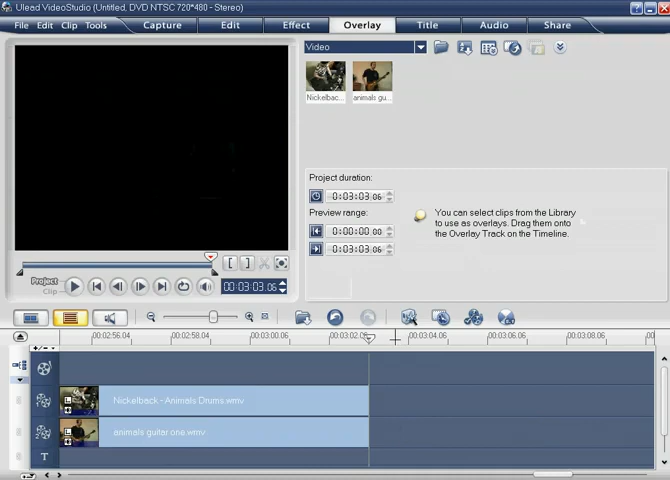 Ulead VideoStudio (Untitled, DVD NTSC 720*480 - Stereo)
File Edit Clip Tools Capture Edit Effect Overlay Title Audio Share
Video
Nickelbac... animals gu...
Project duration:
0:03:03.06
Preview range:
0:00:00.00
0:03:03.06
You can select clips from the Library
to use as overlays. Drag them onto
the Overlay Track on the Timeline.
Project
Clip
00:03:03.06
00:02:56.04 00:02:58.04 00:03:00.06 00:03:02.06 00:03:04.06 00:03:06.06 00:03:08.06 00
Nickelback - Animals Drums.wmv
animals guitar one.wmv
T